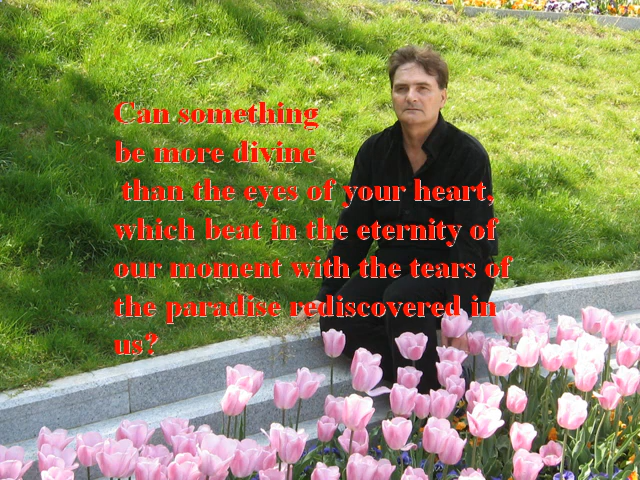 Can something
be more divine
than the eyes of your heart,
which beat in the eternity of
our moment with the tears of
the paradise rediscovered in
us?